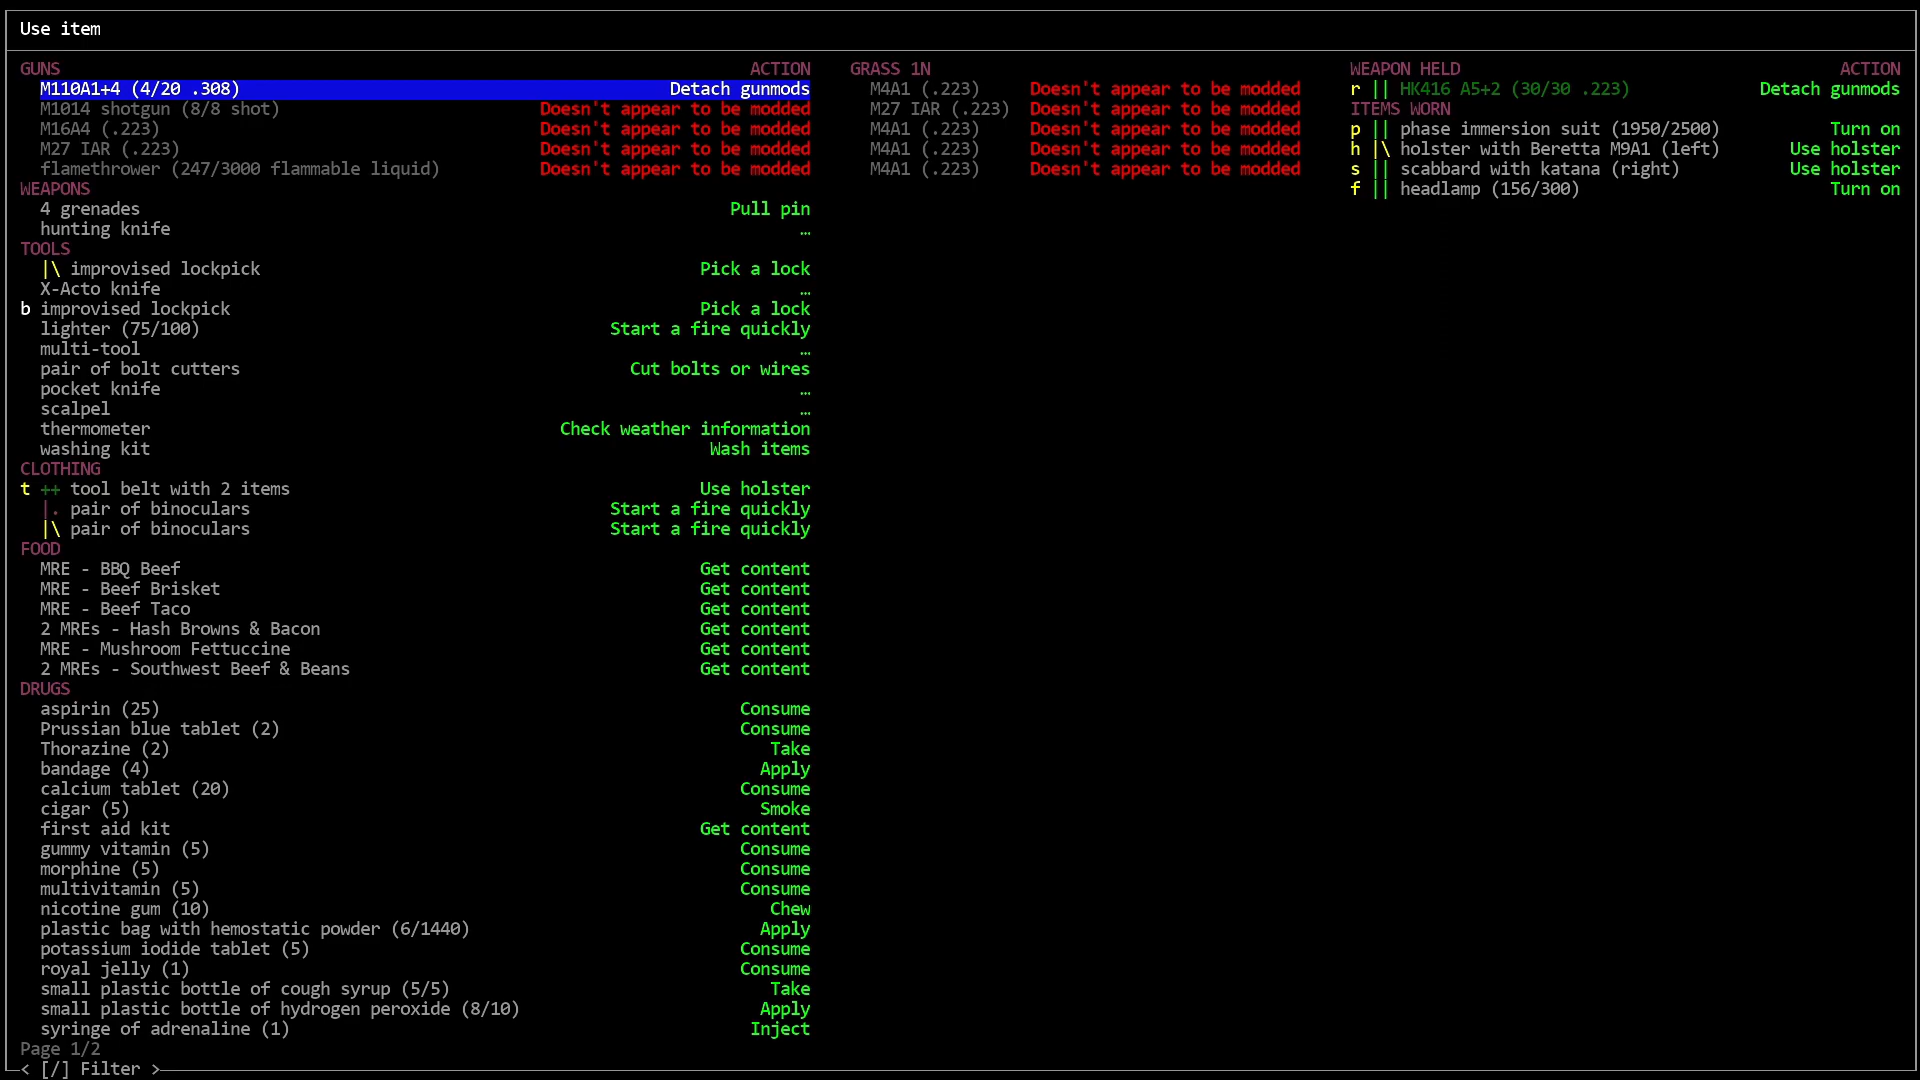 Use item
GUNS ACTION
M110A1+4 (4/20 .308) Detach gunmods
M1014 shotgun (8/8 shot) Doesn't appear to be modded
M16A4 (.223) Doesn't appear to be modded
M27 IAR (.223) Doesn't appear to be modded
flamethrower (247/3000 flammable liquid) Doesn't appear to be modded
WEAPONS
4 grenades Pull pin
hunting knife …
TOOLS
|\ improvised lockpick Pick a lock
X-Acto knife …
b improvised lockpick Pick a lock
lighter (75/100) Start a fire quickly
multi-tool …
pair of bolt cutters Cut bolts or wires
pocket knife …
scalpel …
thermometer Check weather information
washing kit Wash items
CLOTHING
t ++ tool belt with 2 items Use holster
|. pair of binoculars Start a fire quickly
|\ pair of binoculars Start a fire quickly
FOOD
MRE - BBQ Beef Get content
MRE - Beef Brisket Get content
MRE - Beef Taco Get content
2 MREs - Hash Browns & Bacon Get content
MRE - Mushroom Fettuccine Get content
2 MREs - Southwest Beef & Beans Get content
DRUGS
aspirin (25) Consume
Prussian blue tablet (2) Consume
Thorazine (2) Take
bandage (4) Apply
calcium tablet (20) Consume
cigar (5) Smoke
first aid kit Get content
gummy vitamin (5) Consume
morphine (5) Consume
multivitamin (5) Consume
nicotine gum (10) Chew
plastic bag with hemostatic powder (6/1440) Apply
potassium iodide tablet (5) Consume
royal jelly (1) Consume
small plastic bottle of cough syrup (5/5) Take
small plastic bottle of hydrogen peroxide (8/10) Apply
syringe of adrenaline (1) Inject
Page 1/2
< [/] Filter >
GRASS 1N
M4A1 (.223) Doesn't appear to be modded
M27 IAR (.223) Doesn't appear to be modded
M4A1 (.223) Doesn't appear to be modded
M4A1 (.223) Doesn't appear to be modded
M4A1 (.223) Doesn't appear to be modded
WEAPON HELD ACTION
r || HK416 A5+2 (30/30 .223) Detach gunmods
ITEMS WORN
p || phase immersion suit (1950/2500) Turn on
h |\ holster with Beretta M9A1 (left) Use holster
s || scabbard with katana (right) Use holster
f || headlamp (156/300) Turn on